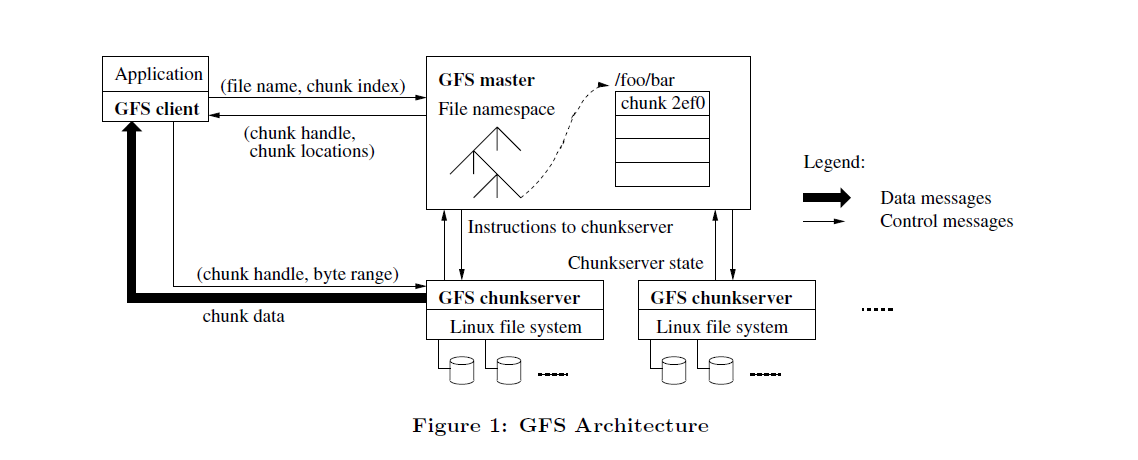 Application
GFS client
(file name, chunk index)
(chunk handle,
chunk locations)
GFS master
File namespace
/foo/bar
chunk 2ef0
Legend:
Data messages
Control messages
Instructions to chunkserver
Chunkserver state
(chunk handle, byte range)
chunk data
GFS chunkserver
Linux file system
GFS chunkserver
Linux file system
Figure 1: GFS Architecture